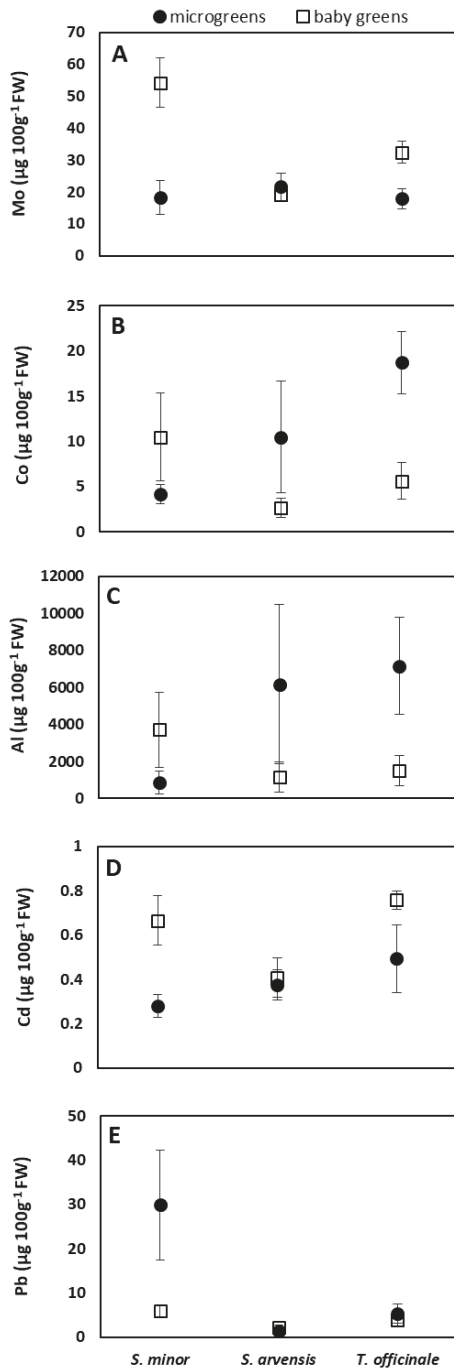 ● microgreens □ baby greens
A
Mo (µg 100g⁻¹ FW)
70
60
50
40
30
20
10
0
B
Co (µg 100g⁻¹ FW)
25
20
15
10
5
0
C
Al (µg 100g⁻¹ FW)
12000
10000
8000
6000
4000
2000
0
D
Cd (µg 100g⁻¹ FW)
1
0.8
0.6
0.4
0.2
0
E
Pb (µg 100g⁻¹ FW)
50
40
30
20
10
0
S. minor S. arvensis T. officinale